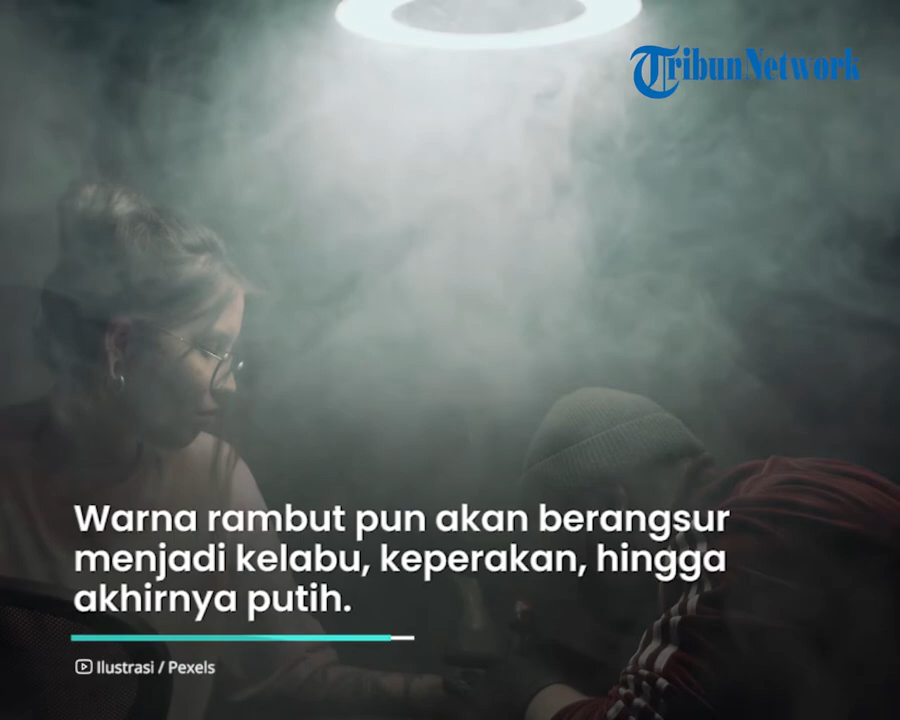 TribunNetwork
Warna rambut pun akan berangsur
menjadi kelabu, keperakan, hingga
akhirnya putih.
Ilustrasi / Pexels